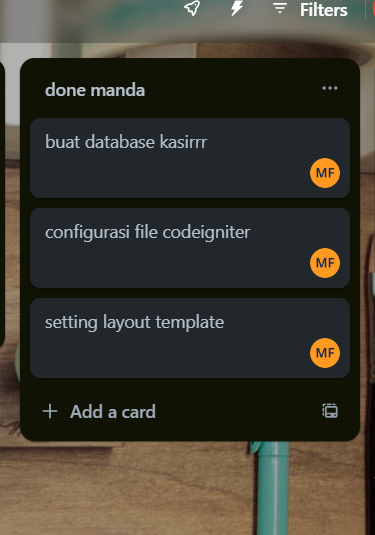 Filters
done manda
buat database kasirrr
MF
configurasi file codeigniter
MF
setting layout template
MF
Add a card